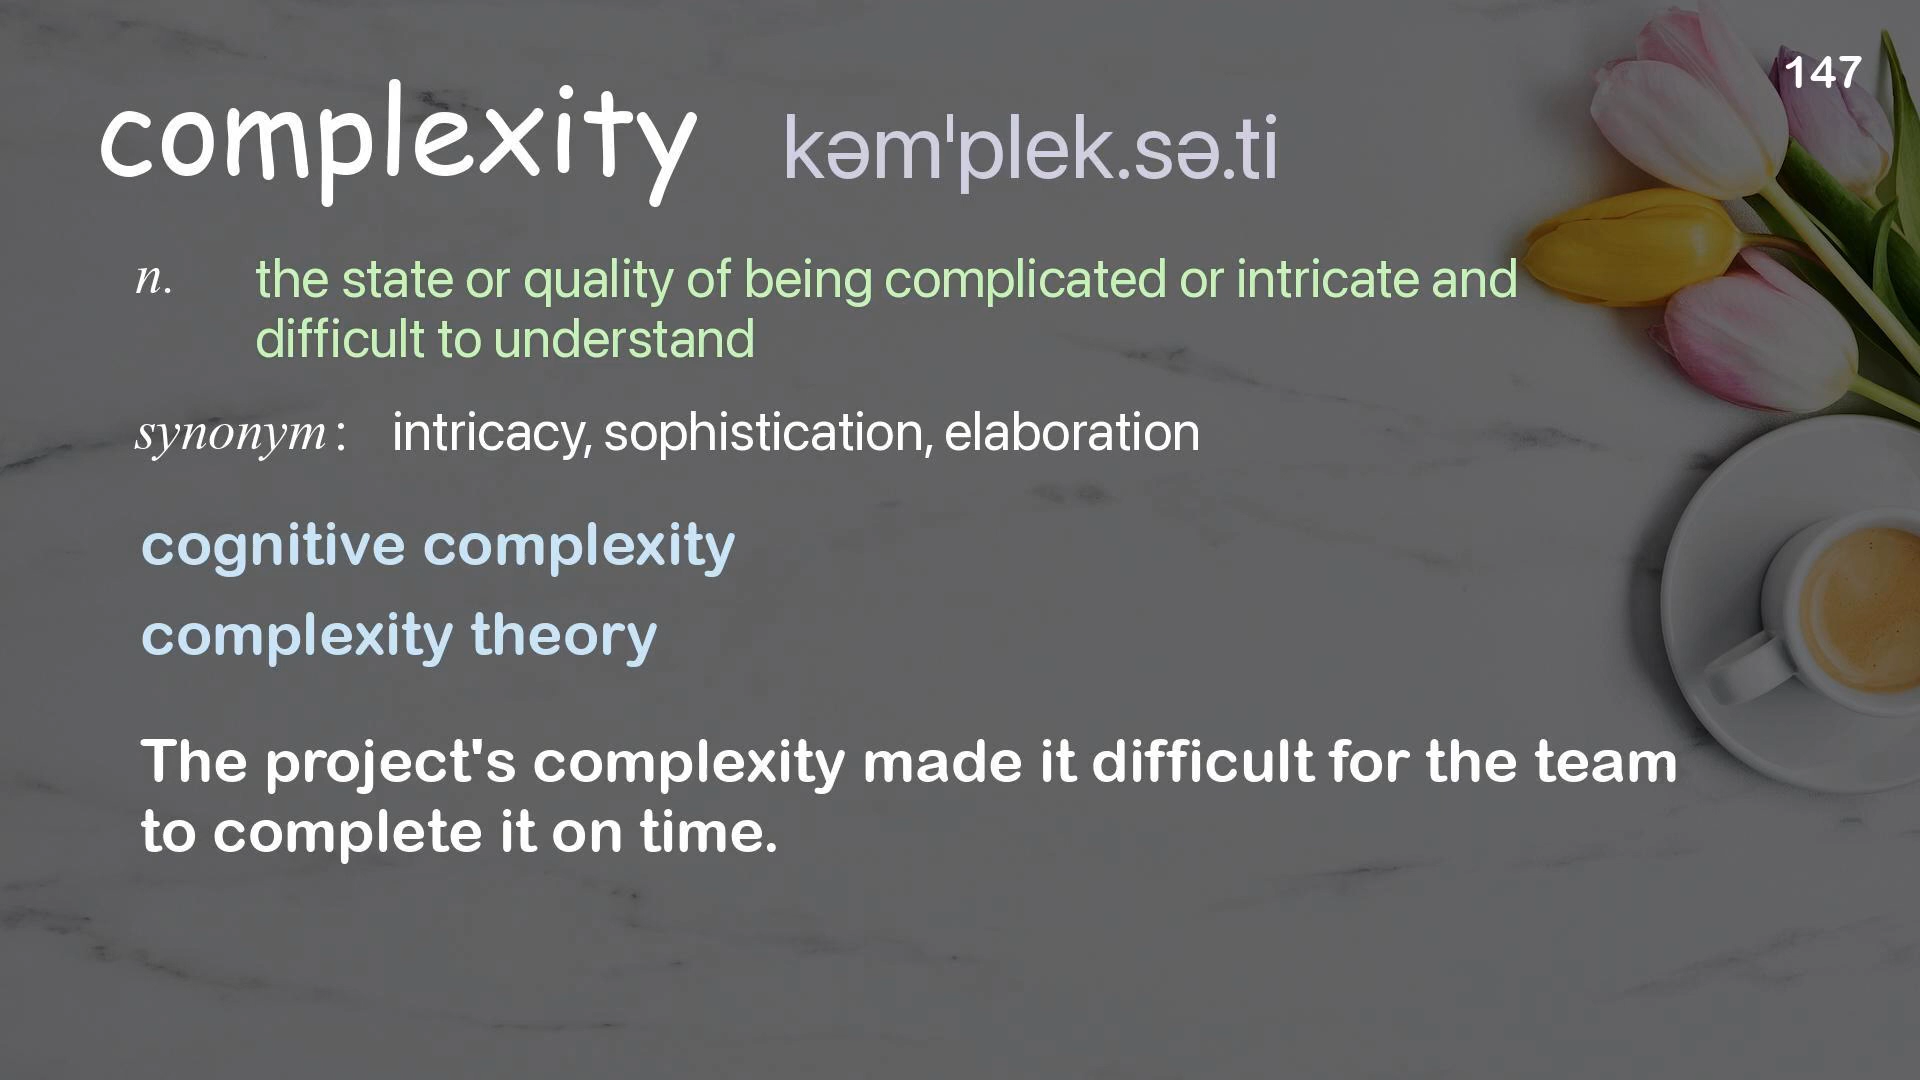 147
complexity kəm'plek.sə.ti
n. the state or quality of being complicated or intricate and
difficult to understand
synonym: intricacy, sophistication, elaboration
cognitive complexity
complexity theory
The project's complexity made it difficult for the team
to complete it on time.